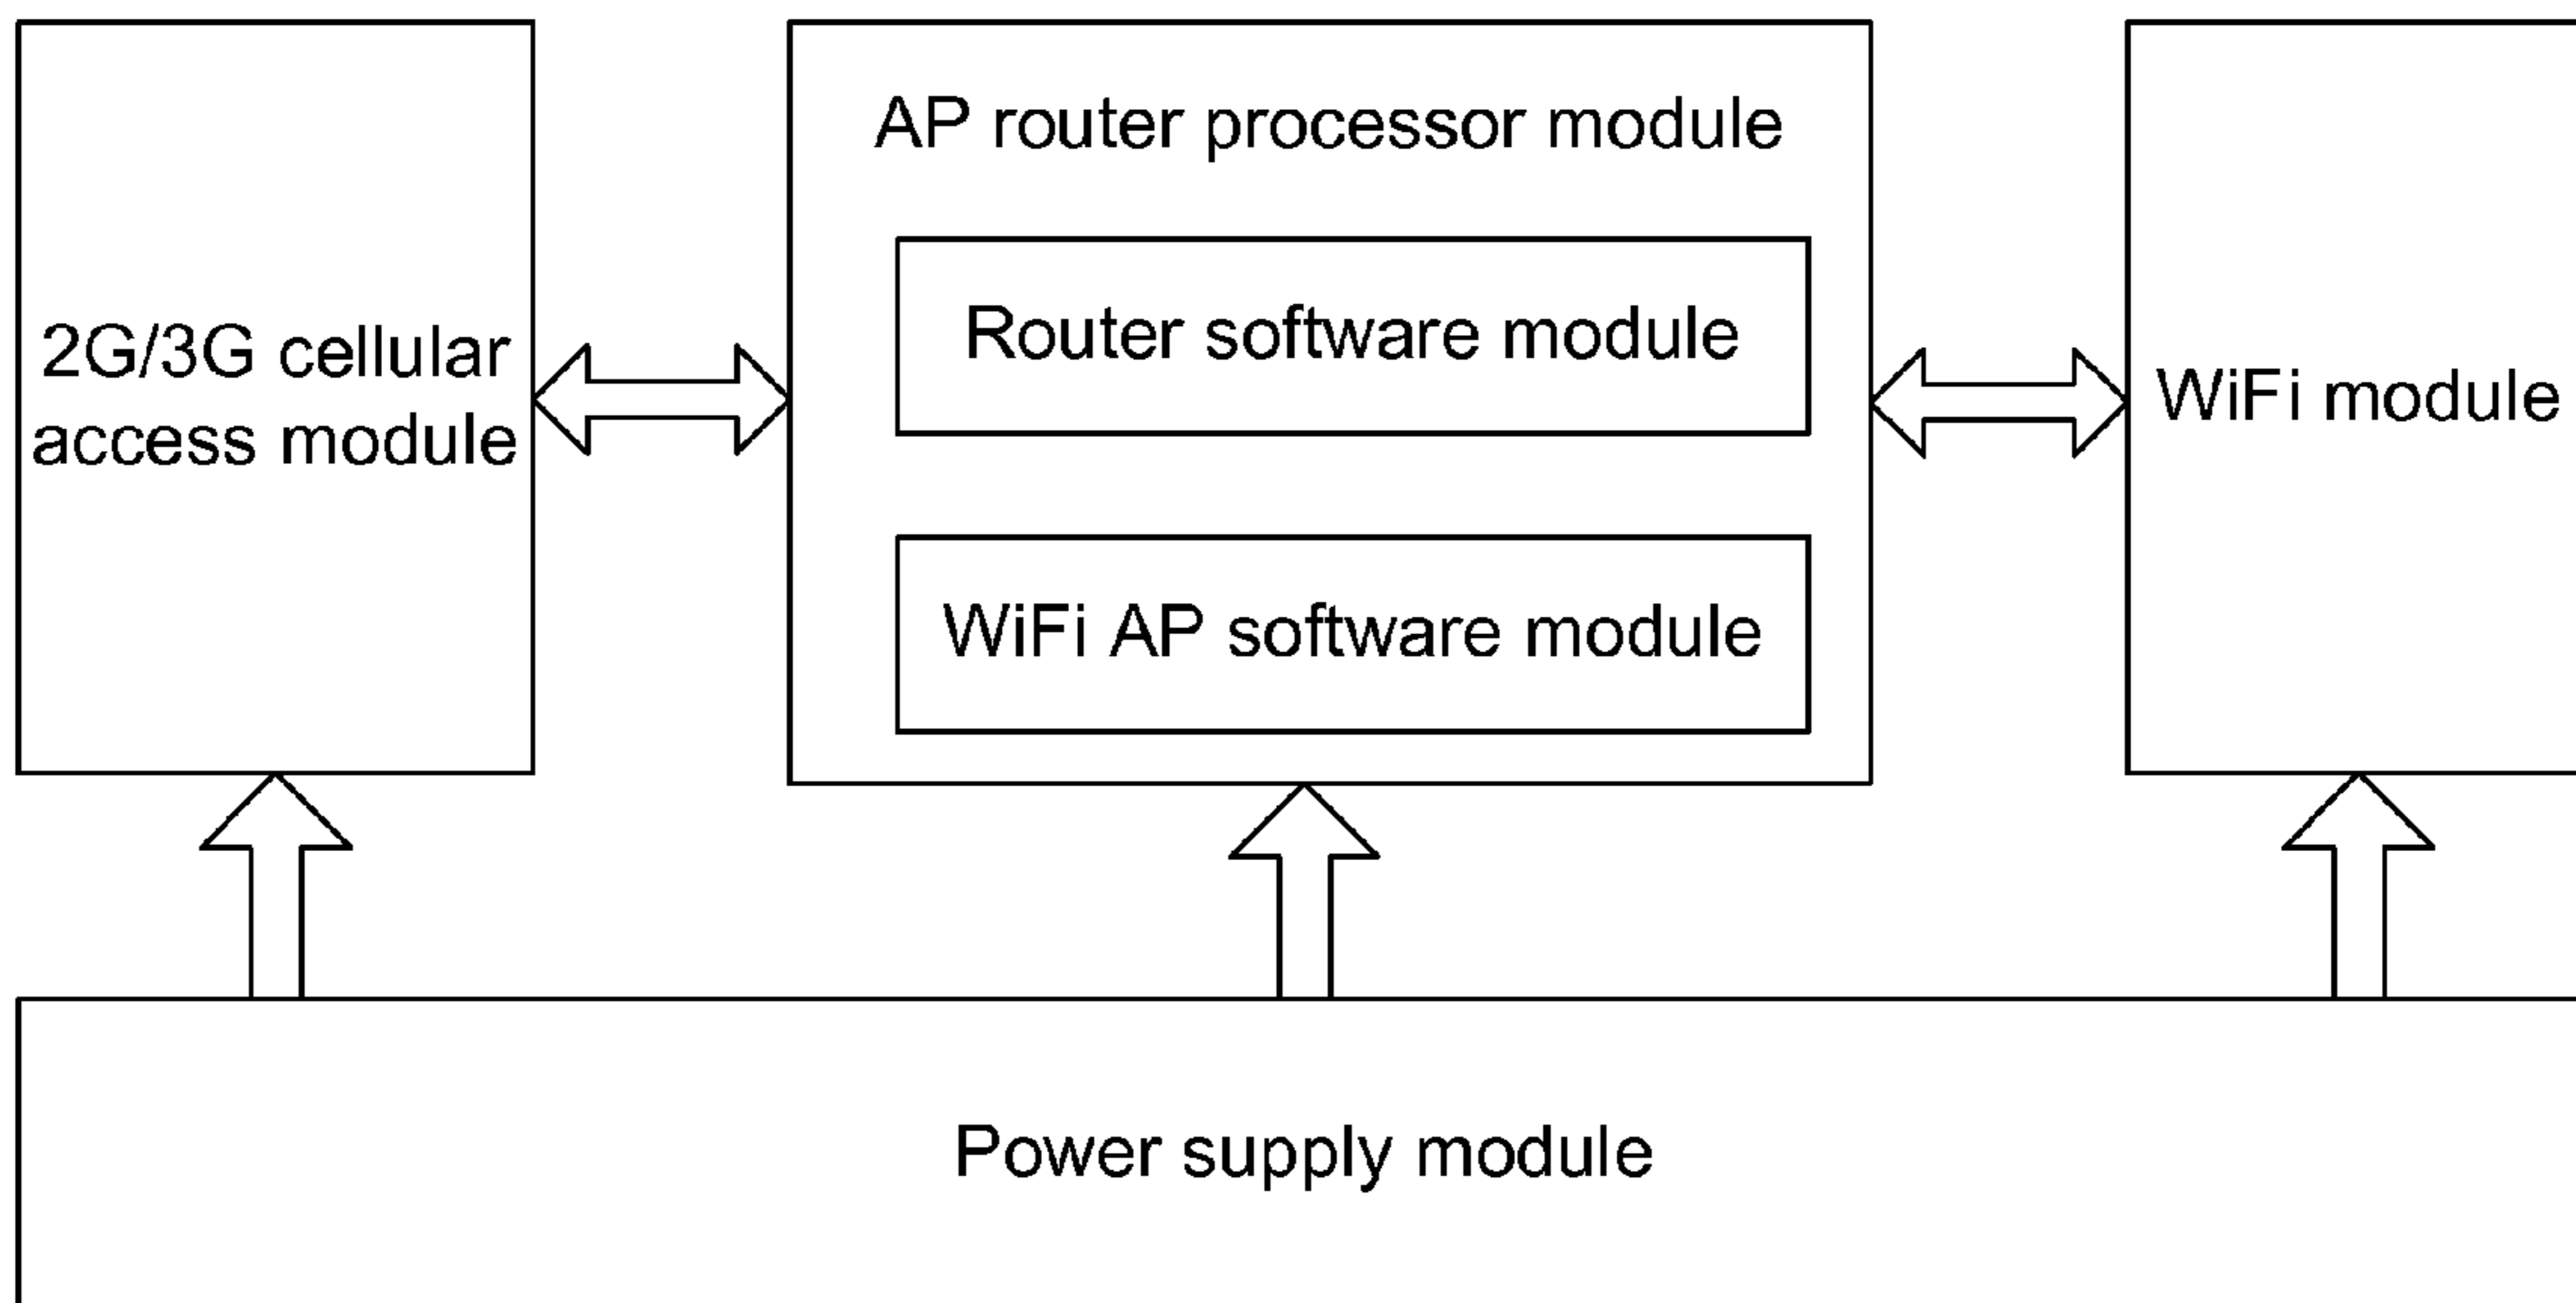 2G/3G cellular
access module
AP router processor module
Router software module
WiFi AP software module
WiFi module
Power supply module